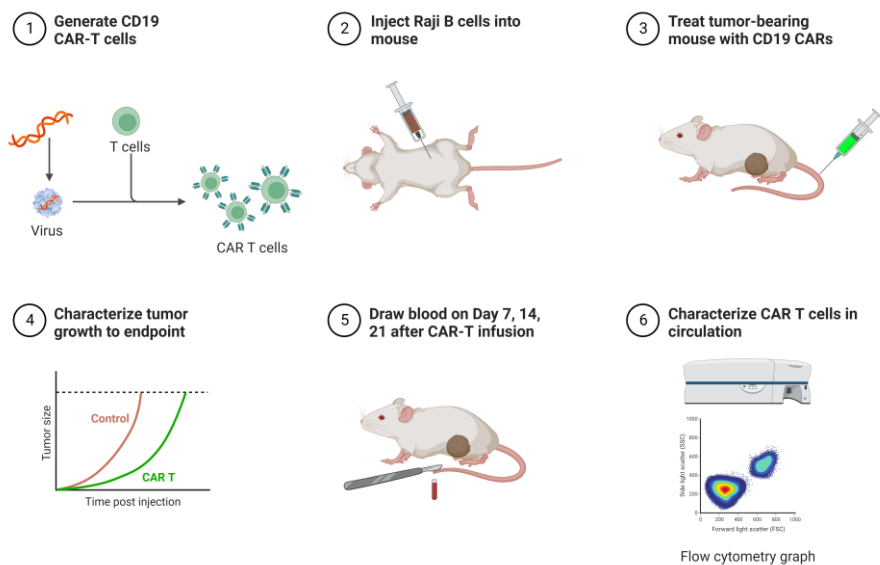 1
Generate CD19
CAR-T cells
T cells
Virus
CAR T cells
2
Inject Raji B cells into
mouse
3
Treat tumor-bearing
mouse with CD19 CARs
4
Characterize tumor
growth to endpoint
Tumor size
Control
CAR T
Time post injection
5
Draw blood on Day 7, 14,
21 after CAR-T infusion
6
Characterize CAR T cells in
circulation
Side light scatter (SSC)
1000
800
600
400
200
0
0 200 400 600 800 1000
Forward light scatter (FSC)
Flow cytometry graph